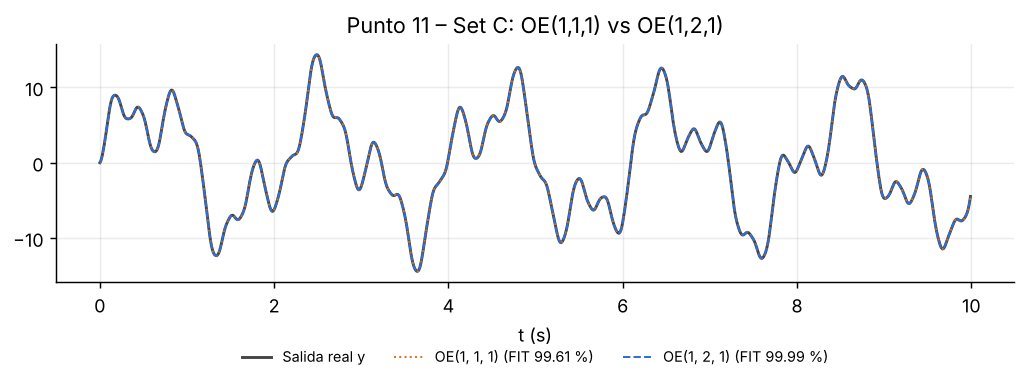 Punto 11 – Set C: OE(1,1,1) vs OE(1,2,1)
10
0
−10
0 2 4 6 8 10
t (s)
Salida real y OE(1, 1, 1) (FIT 99.61 %) OE(1, 2, 1) (FIT 99.99 %)